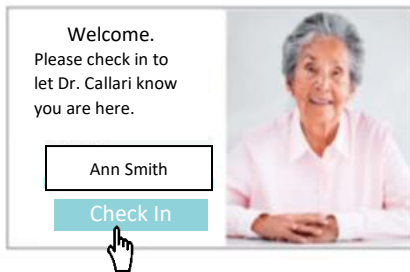 Welcome.
Please check in to
let Dr. Callari know
you are here.
Ann Smith
Check In